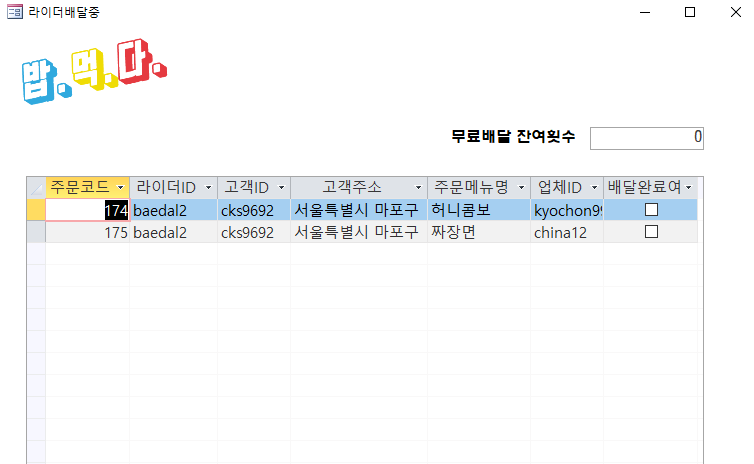 라이더배달중
밥.먹.다.
무료배달 잔여횟수 0
주문코드 라이더ID 고객ID 고객주소 주문메뉴명 업체ID 배달완료여
174 baedal2 cks9692 서울특별시 마포구 허니콤보 kyochon99
175 baedal2 cks9692 서울특별시 마포구 짜장면 china12